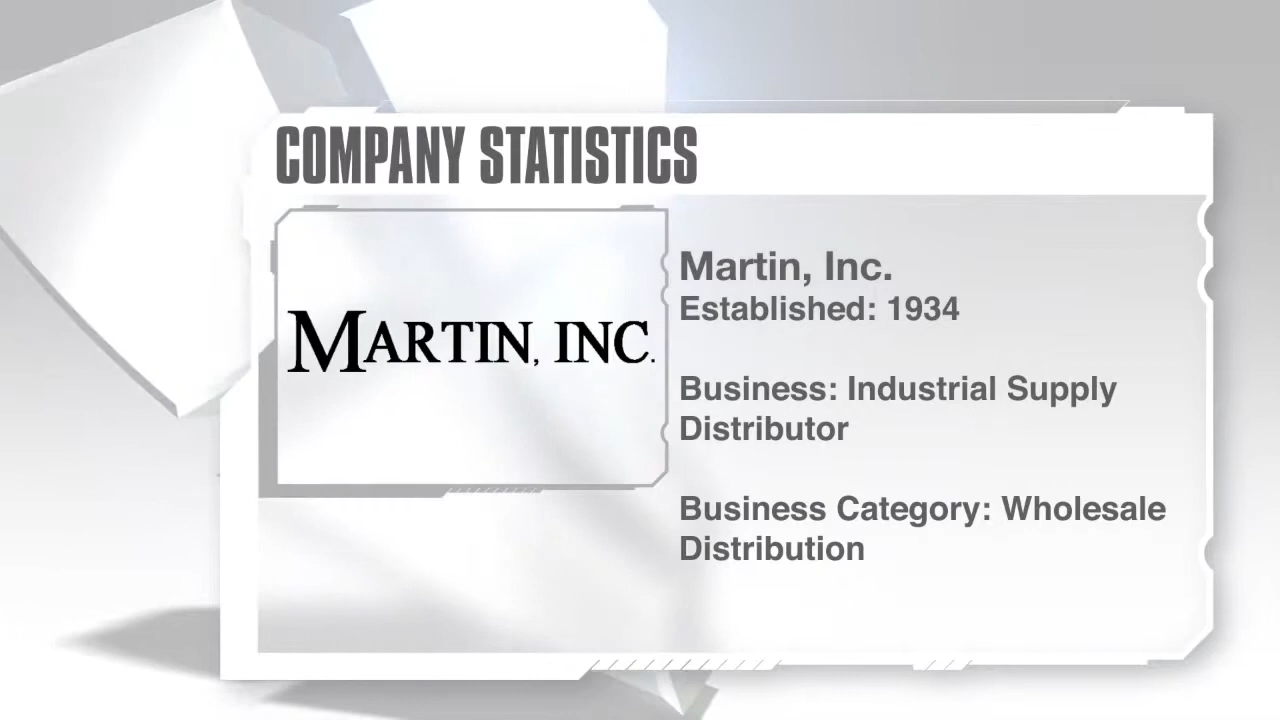 COMPANY STATISTICS
MARTIN, INC.
Martin, Inc.
Established: 1934
Business: Industrial Supply
Distributor
Business Category: Wholesale
Distribution